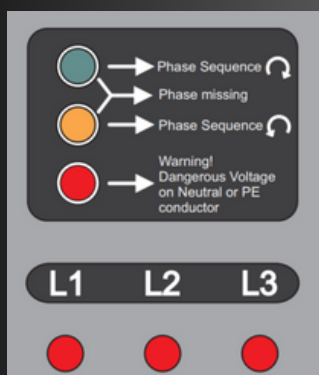 Phase Sequence
Phase missing
Phase Sequence
Warning!
Dangerous Voltage
on Neutral or PE
conductor
L1 L2 L3